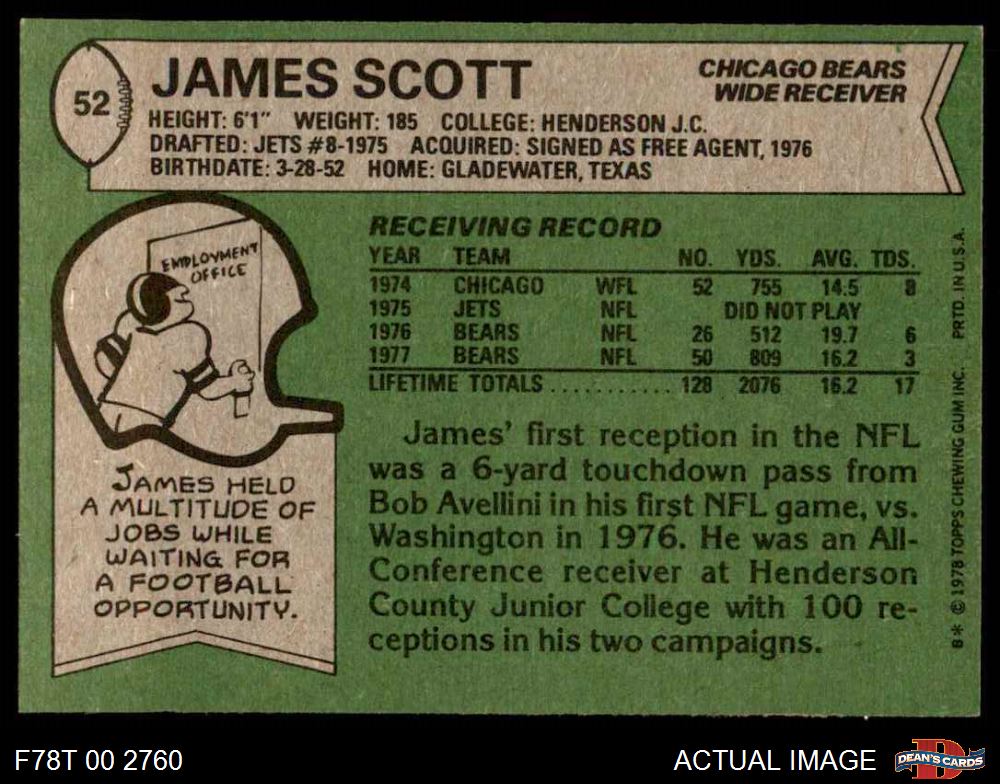 52
JAMES SCOTT
CHICAGO BEARS
WIDE RECEIVER
HEIGHT: 6'1" WEIGHT: 185 COLLEGE: HENDERSON J.C.
DRAFTED: JETS #8-1975 ACQUIRED: SIGNED AS FREE AGENT, 1976
BIRTHDATE: 3-28-52 HOME: GLADEWATER, TEXAS
EMPLOYMENT
OFFICE
JAMES HELD
A MULTITUDE OF
JOBS WHILE
WAITING FOR
A FOOTBALL
OPPORTUNITY.
RECEIVING RECORD
YEAR TEAM NO. YDS. AVG. TDS.
1974 CHICAGO WFL 52 755 14.5 8
1975 JETS NFL DID NOT PLAY
1976 BEARS NFL 26 512 19.7 6
1977 BEARS NFL 50 809 16.2 3
LIFETIME TOTALS........... 128 2076 16.2 17
James' first reception in the NFL
was a 6-yard touchdown pass from
Bob Avellini in his first NFL game, vs.
Washington in 1976. He was an All-
Conference receiver at Henderson
County Junior College with 100 re-
ceptions in his two campaigns.
B* © 1978 TOPPS CHEWING GUM INC. PRTD. IN U.S.A.
F78T 00 2760
ACTUAL IMAGE
DEAN'S CARDS